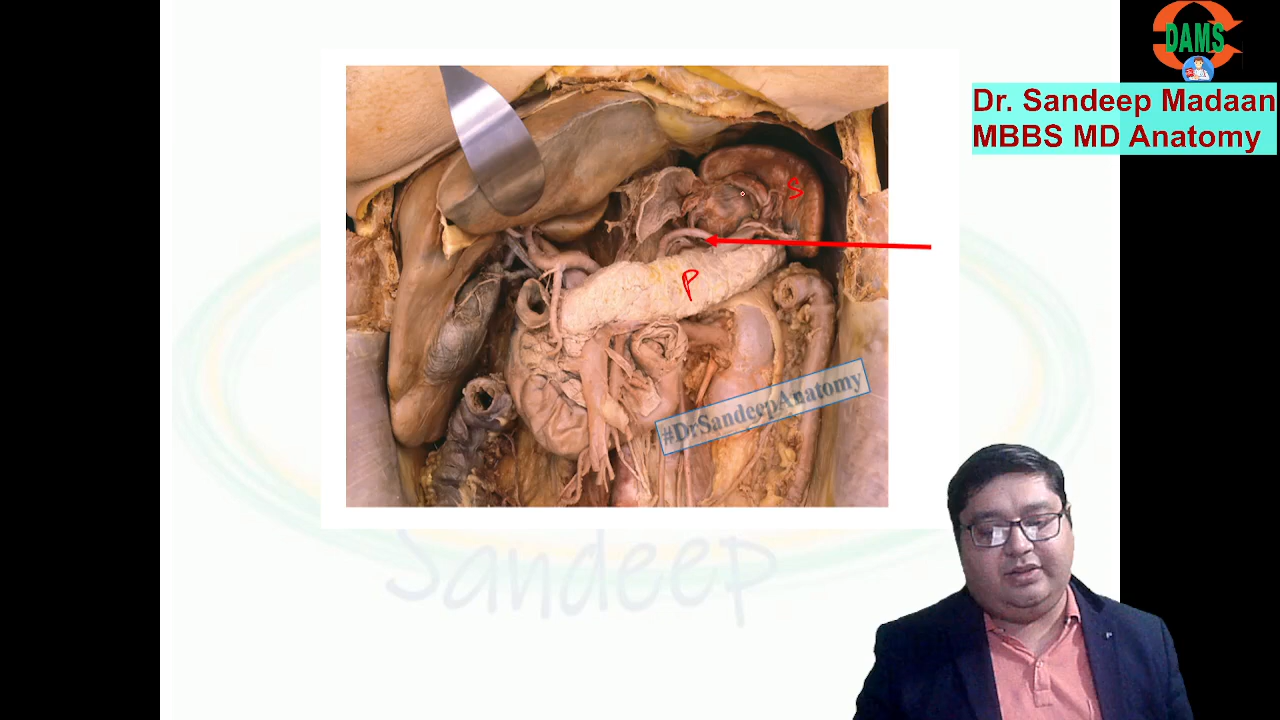 DAMS
Dr. Sandeep Madaan
MBBS MD Anatomy
S
P
#DrSandeepAnatomy
Sandeep